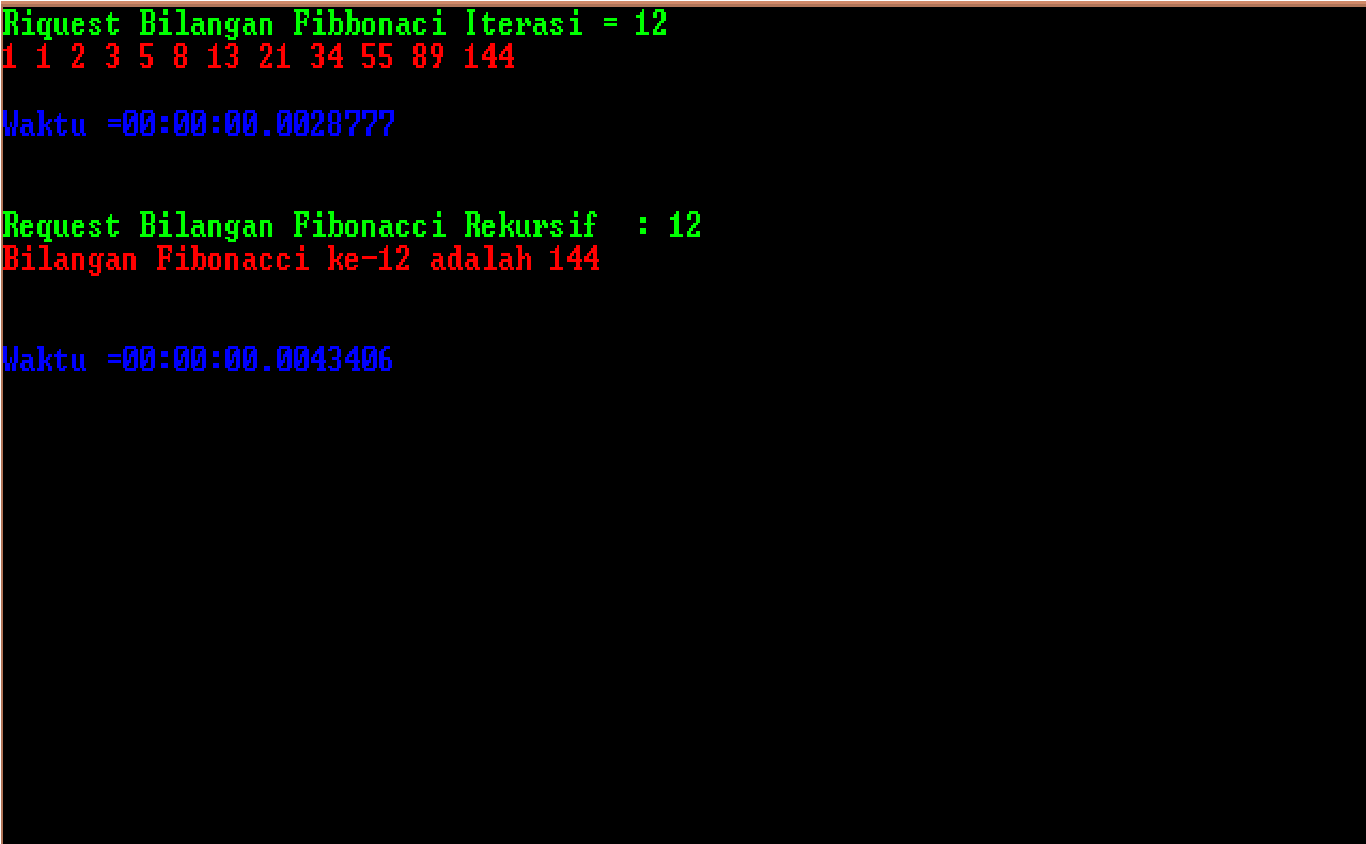 Riquest Bilangan Fibbonaci Iterasi = 12
1 1 2 3 5 8 13 21 34 55 89 144
Waktu =00:00:00.0028777
Request Bilangan Fibonacci Rekursif  : 12
Bilangan Fibonacci ke-12 adalah 144
Waktu =00:00:00.0043406